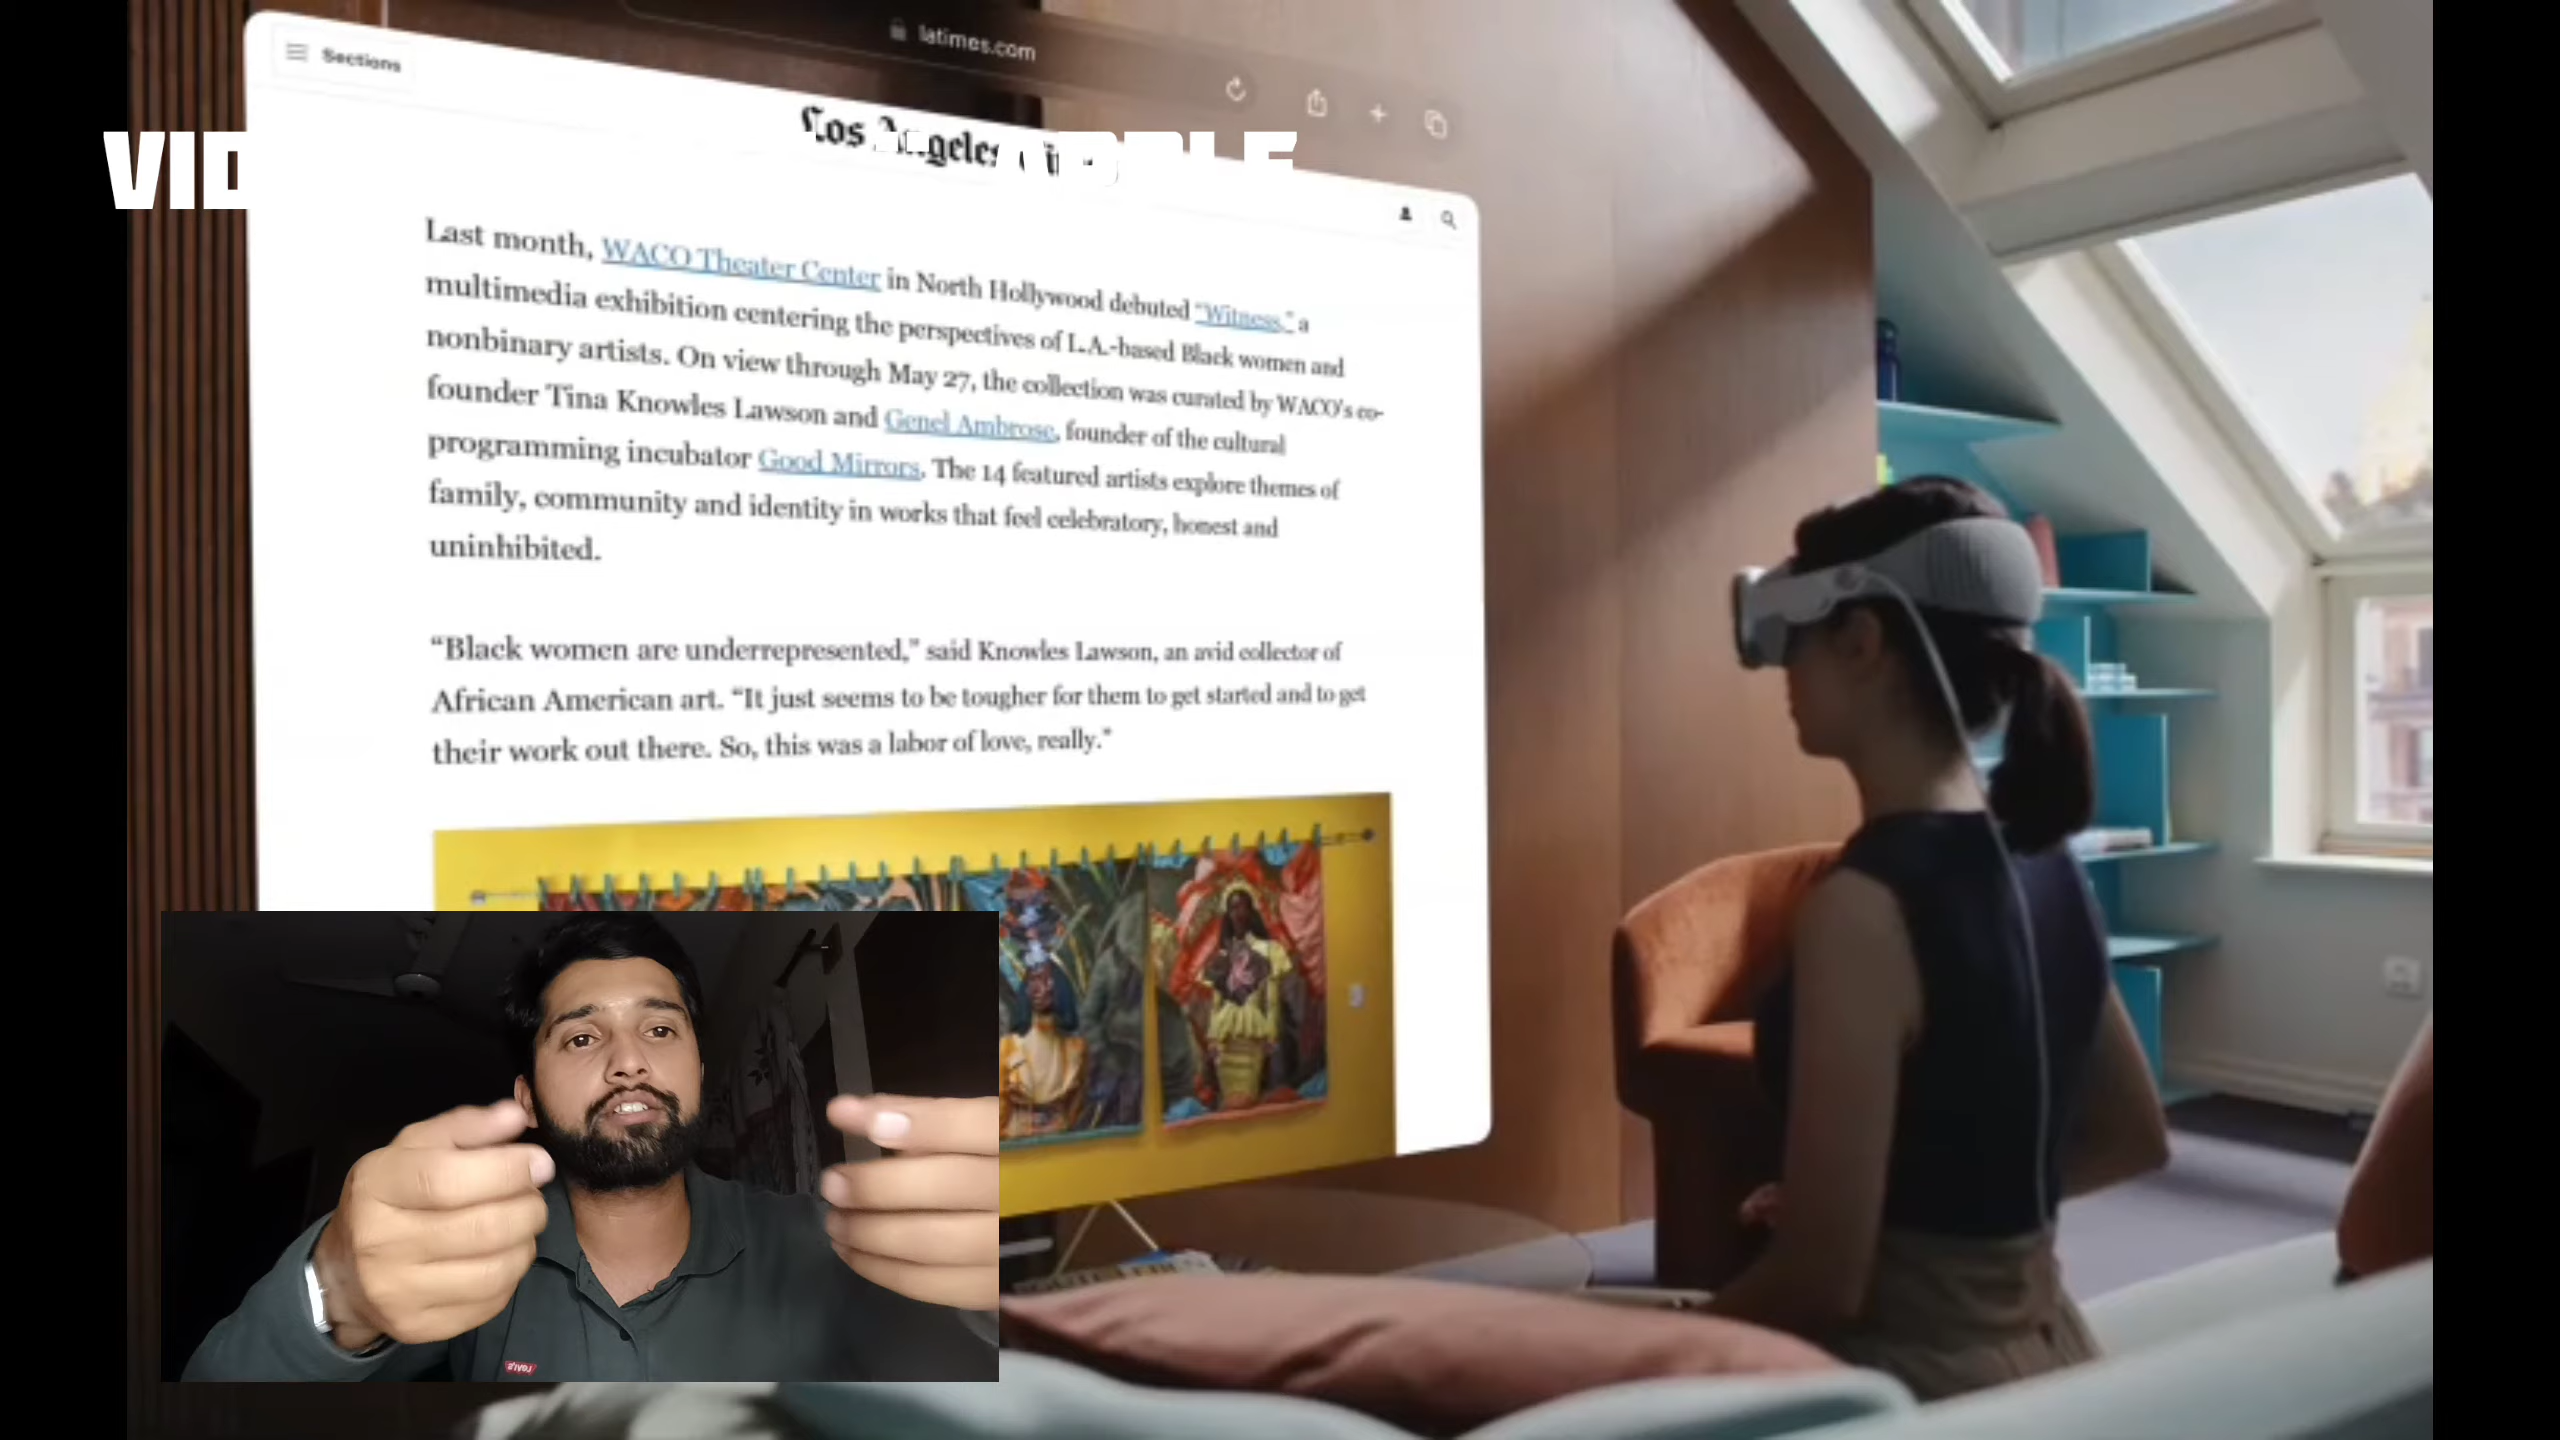 latimes.com
Sections
Los Angeles
VID
APPLE
Last month, WACO Theater Center in North Hollywood debuted “Witness,” a
multimedia exhibition centering the perspectives of L.A.-based Black women and
nonbinary artists. On view through May 27, the collection was curated by WACO's co-
founder Tina Knowles Lawson and Genel Ambrose, founder of the cultural
programming incubator Good Mirrors. The 14 featured artists explore themes of
family, community and identity in works that feel celebratory, honest and
uninhibited.
“Black women are underrepresented,” said Knowles Lawson, an avid collector of
African American art. “It just seems to be tougher for them to get started and to get
their work out there. So, this was a labor of love, really.”
Levi's